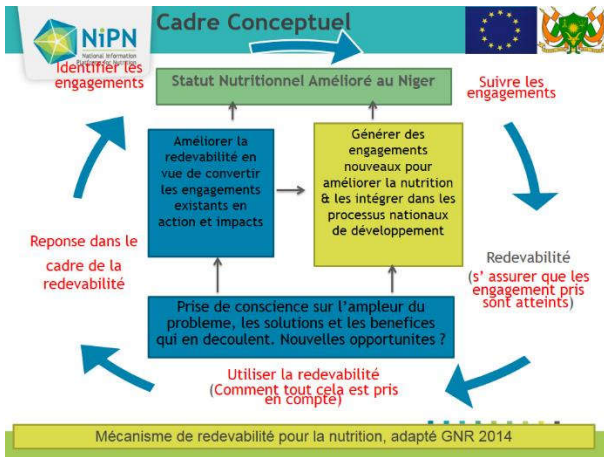 Cadre Conceptuel
NiPN
National Information
Platform for Nutrition
Identifier les
engagements
Statut Nutritionnel Amélioré au Niger
Suivre les
engagements
Améliorer la
redevabilité en
vue de convertir
les engagements
existants en
action et impacts
Générer des
engagements
nouveaux pour
améliorer la nutrition
& les intégrer dans les
processus nationaux
de développement
Reponse dans le
cadre de la
redevabilité
Redevabilité
(s’ assurer que les
engagement pris
sont atteints)
Prise de conscience sur l’ampleur du
probleme, les solutions et les benefices
qui en decoulent. Nouvelles opportunites ?
Utiliser la redevabilité
(Comment tout cela est pris
en compte)
Mécanisme de redevabilité pour la nutrition, adapté GNR 2014